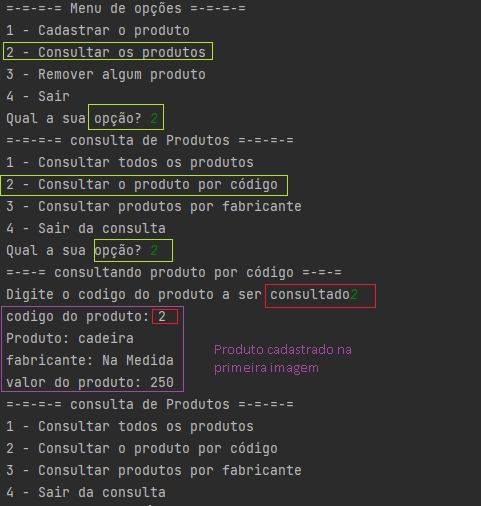 =-=-=-= Menu de opções =-=-=-=
1 - Cadastrar o produto
2 - Consultar os produtos
3 - Remover algum produto
4 - Sair
Qual a sua opção? 2
=-=-=-= consulta de Produtos =-=-=-=
1 - Consultar todos os produtos
2 - Consultar o produto por código
3 - Consultar produtos por fabricante
4 - Sair da consulta
Qual a sua opção? 2
=-=-= consultando produto por código =-=-=
Digite o codigo do produto a ser consultado2
codigo do produto: 2
Produto: cadeira
fabricante: Na Medida
valor do produto: 250
Produto cadastrado na
primeira imagem
=-=-=-= consulta de Produtos =-=-=-=
1 - Consultar todos os produtos
2 - Consultar o produto por código
3 - Consultar produtos por fabricante
4 - Sair da consulta